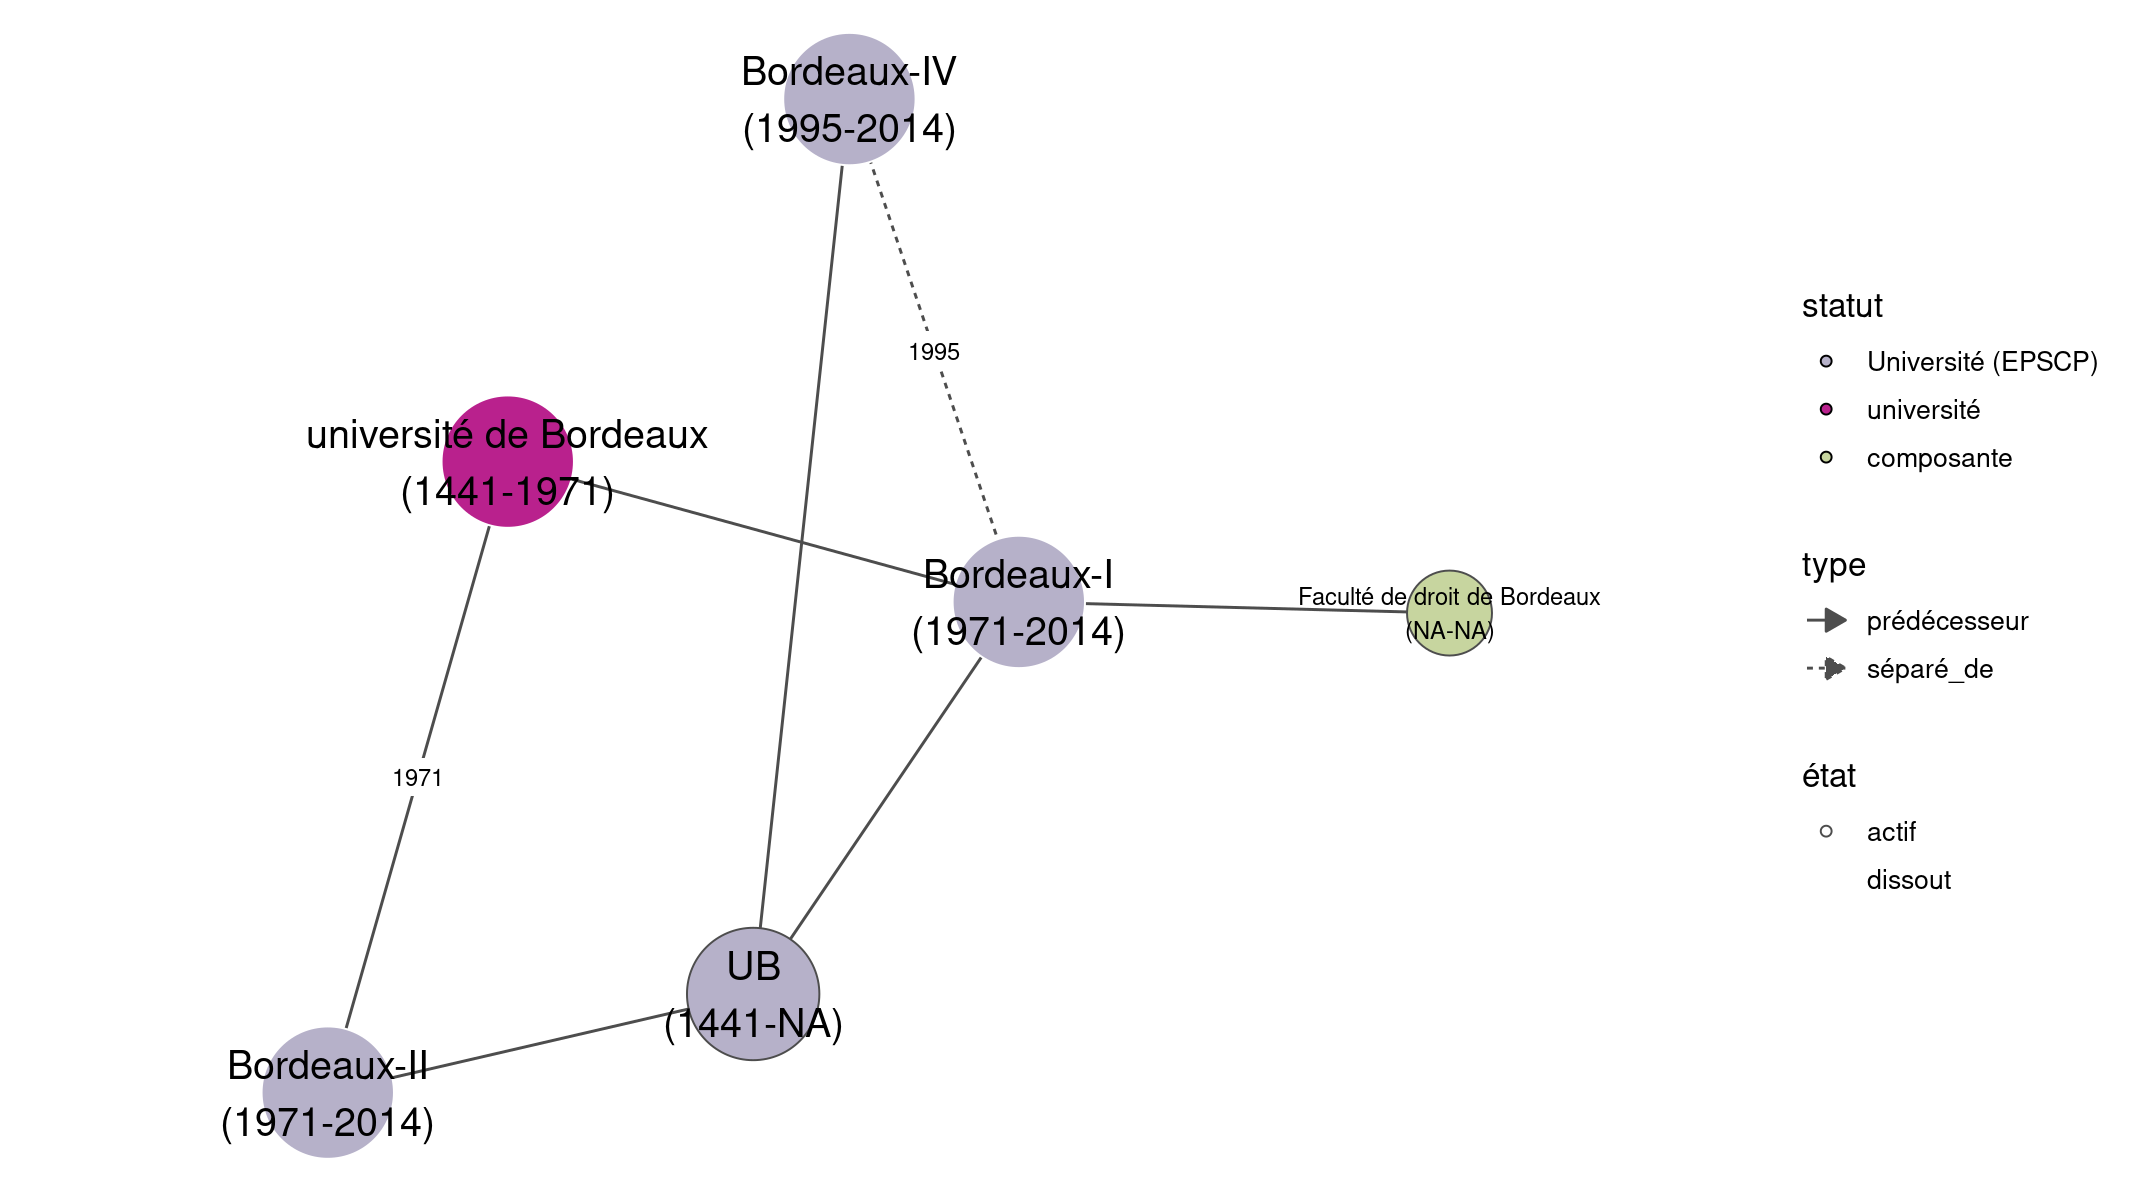 Bordeaux-IV
(1995-2014)
1995
université de Bordeaux
(1441-1971)
Bordeaux-I
(1971-2014)
Faculté de droit de Bordeaux
(NA-NA)
1971
UB
(1441-NA)
Bordeaux-II
(1971-2014)
statut
Université (EPSCP)
université
composante
type
prédécesseur
séparé_de
état
actif
dissout